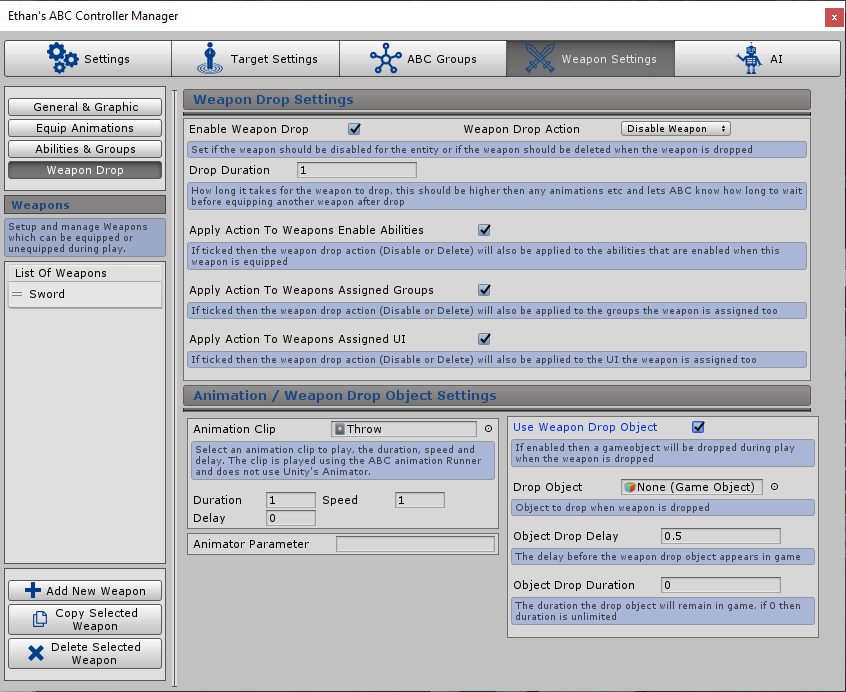 Ethan's ABC Controller Manager
x
Settings
Target Settings
ABC Groups
Weapon Settings
AI
General & Graphic
Equip Animations
Abilities & Groups
Weapon Drop
Weapons
Setup and manage Weapons
which can be equipped or
unequipped during play.
List Of Weapons
Sword
Add New Weapon
Copy Selected
Weapon
Delete Selected
Weapon
Weapon Drop Settings
Enable Weapon Drop
Weapon Drop Action
Disable Weapon
Set if the weapon should be disabled for the entity or if the weapon should be deleted when the weapon is dropped
Drop Duration
1
How long it takes for the weapon to drop, this should be higher then any animations etc and lets ABC know how long to wait
before equipping another weapon after drop
Apply Action To Weapons Enable Abilities
If ticked then the weapon drop action (Disable or Delete) will also be applied to the abilities that are enabled when this
weapon is equipped
Apply Action To Weapons Assigned Groups
If ticked then the weapon drop action (Disable or Delete) will also be applied to the groups the weapon is assigned too
Apply Action To Weapons Assigned UI
If ticked then the weapon drop action (Disable or Delete) will also be applied to the UI the weapon is assigned too
Animation / Weapon Drop Object Settings
Animation Clip
Throw
Select an animation clip to play, the duration, speed and
delay. The clip is played using the ABC animation Runner
and does not use Unity's Animator.
Duration
1
Speed
1
Delay
0
Animator Parameter
Use Weapon Drop Object
If enabled then a gameobject will be dropped during play
when the weapon is dropped
Drop Object
None (Game Object)
Object to drop when weapon is dropped
Object Drop Delay
0.5
The delay before the weapon drop object appears in game
Object Drop Duration
0
The duration the drop object will remain in game, if 0 then
duration is unlimited